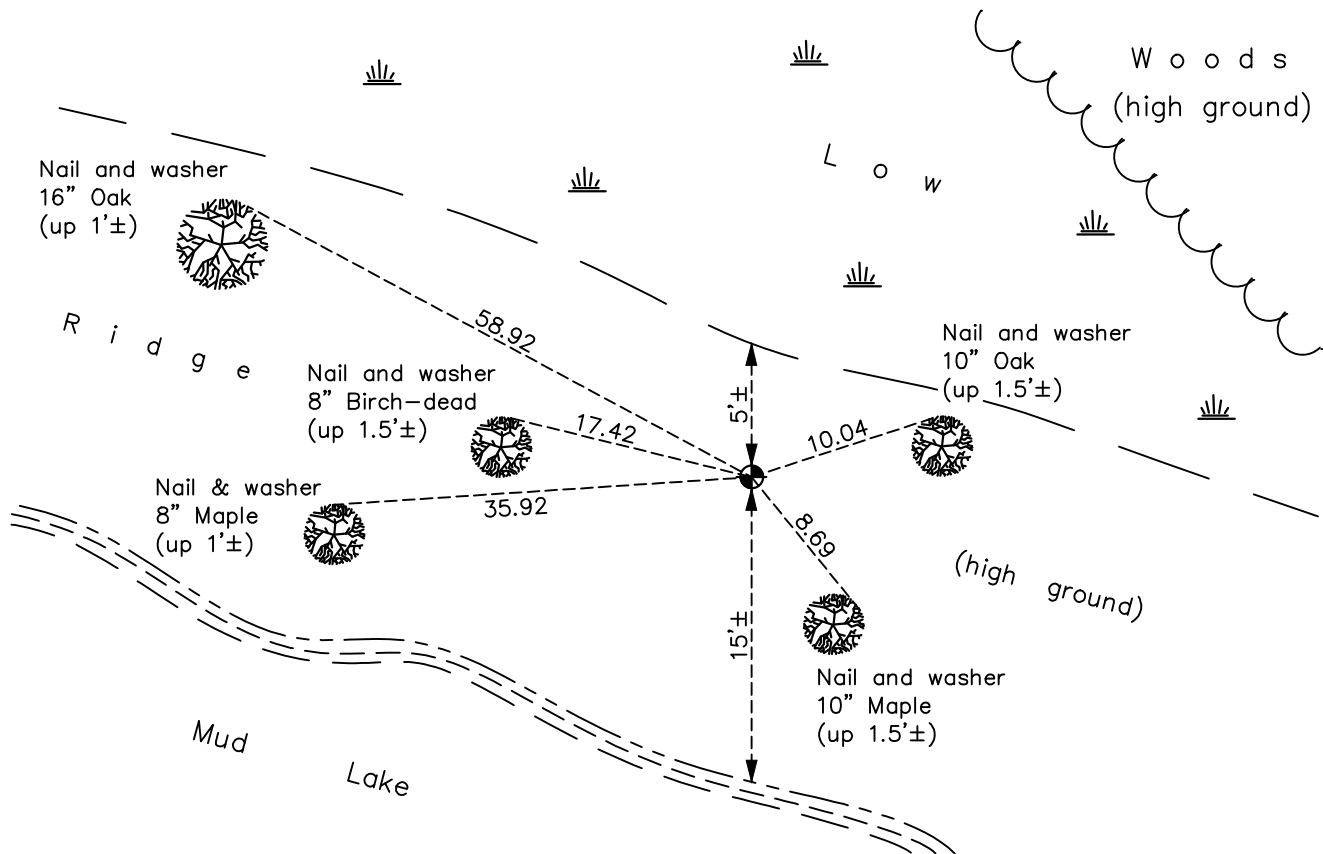 Woods
(high ground)
Low
Nail and washer
16” Oak
(up 1'±)
Ridge
58.92
Nail and washer
8” Birch-dead
(up 1.5'±)
17.42
5'±
10.04
Nail and washer
10” Oak
(up 1.5'±)
Nail & washer
8” Maple
(up 1'±)
35.92
8.69
(high ground)
15'±
Nail and washer
10” Maple
(up 1.5'±)
Mud
Lake